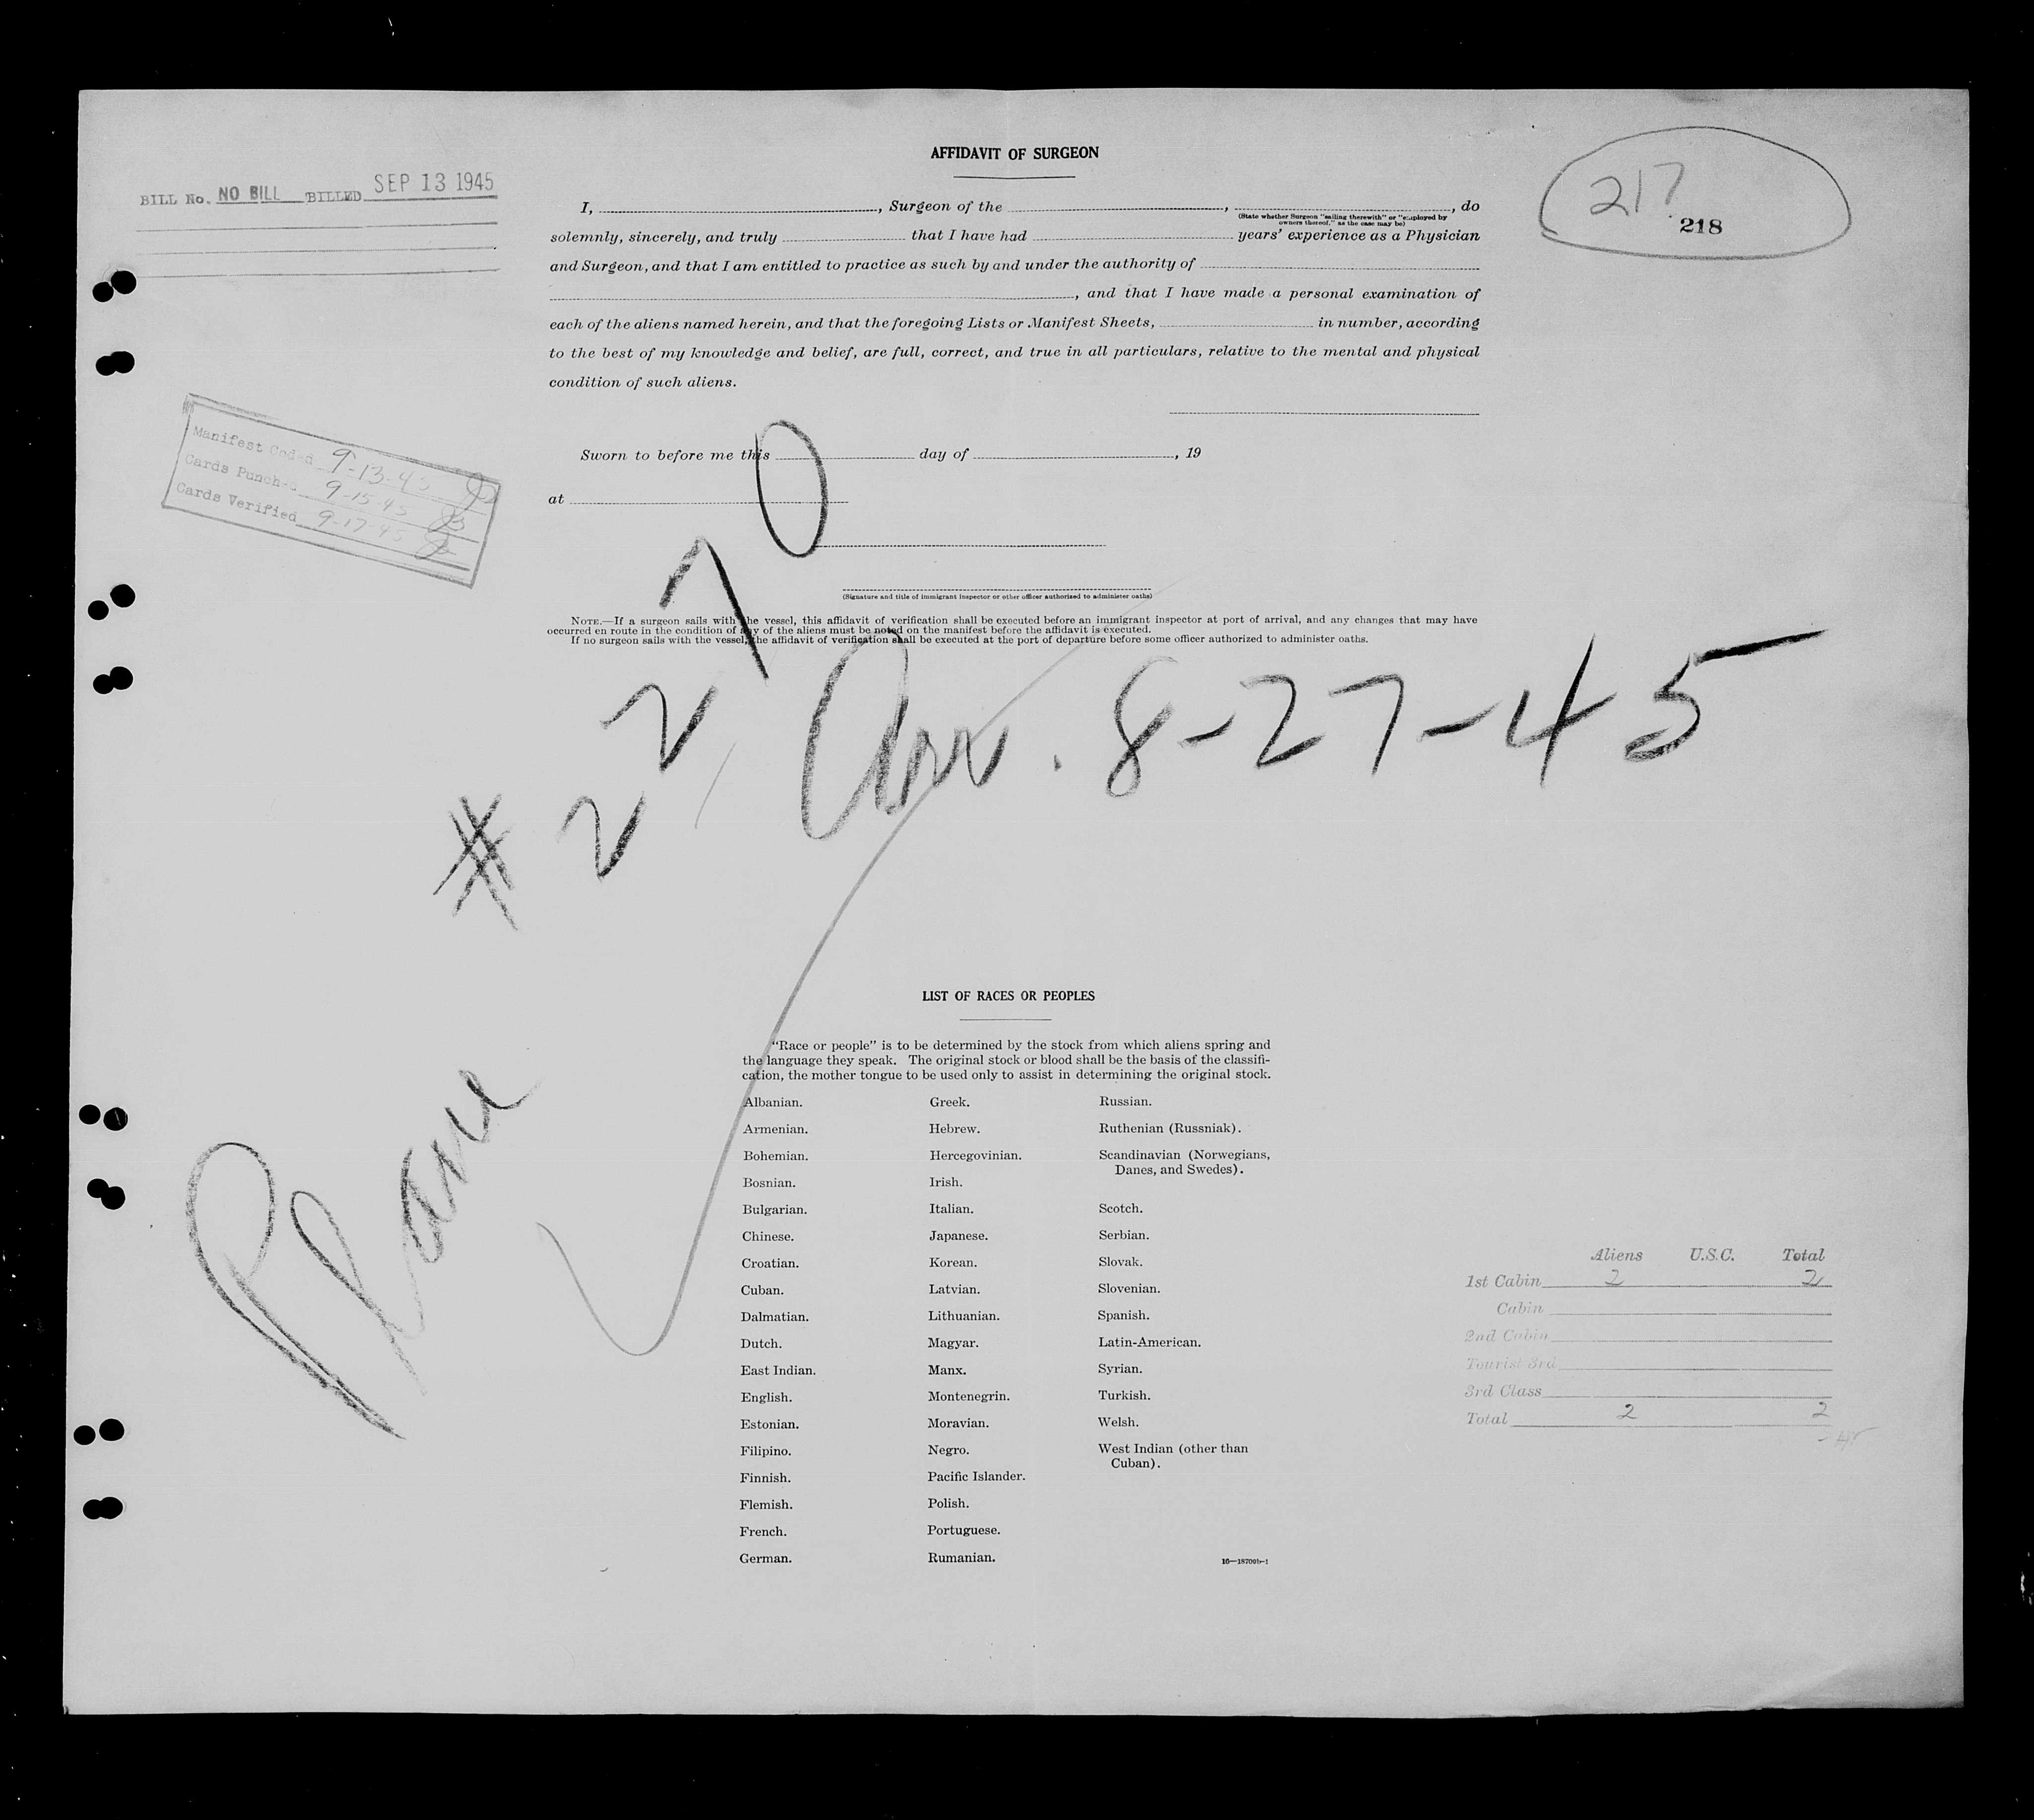 AFFIDAVIT OF SURGEON
BILL No. NO BILL BILLED SEP 13 1945
217
218
I, , Surgeon of the , , do
(State whether Surgeon "sailing therewith" or "employed by
owners thereof," as the case may be)
solemnly, sincerely, and truly that I have had years' experience as a Physician
and Surgeon, and that I am entitled to practice as such by and under the authority of
, and that I have made a personal examination of
each of the aliens named herein, and that the foregoing Lists or Manifest Sheets, in number, according
to the best of my knowledge and belief, are full, correct, and true in all particulars, relative to the mental and physical
condition of such aliens.
Manifest Coded 9-13-45
Cards Punched 9-15-45
Cards Verified 9-17-45
Sworn to before me this day of , 19
at
(Signature and title of immigrant inspector or other officer authorized to administer oaths)
NOTE.—If a surgeon sails with the vessel, this affidavit of verification shall be executed before an immigrant inspector at port of arrival, and any changes that may have
occurred en route in the condition of any of the aliens must be noted on the manifest before the affidavit is executed.
If no surgeon sails with the vessel, the affidavit of verification shall be executed at the port of departure before some officer authorized to administer oaths.
Plane # 2270
Arr. 8-27-45
LIST OF RACES OR PEOPLES
"Race or people" is to be determined by the stock from which aliens spring and
the language they speak. The original stock or blood shall be the basis of the classifi-
cation, the mother tongue to be used only to assist in determining the original stock.
Albanian.
Armenian.
Bohemian.
Bosnian.
Bulgarian.
Chinese.
Croatian.
Cuban.
Dalmatian.
Dutch.
East Indian.
English.
Estonian.
Filipino.
Finnish.
Flemish.
French.
German.
Greek.
Hebrew.
Hercegovinian.
Irish.
Italian.
Japanese.
Korean.
Latvian.
Lithuanian.
Magyar.
Manx.
Montenegrin.
Moravian.
Negro.
Pacific Islander.
Polish.
Portuguese.
Rumanian.
Russian.
Ruthenian (Russniak).
Scandinavian (Norwegians,
Danes, and Swedes).
Scotch.
Serbian.
Slovak.
Slovenian.
Spanish.
Latin-American.
Syrian.
Turkish.
Welsh.
West Indian (other than
Cuban).
16—18700b-1
Aliens U.S.C. Total
1st Cabin 2 2
Cabin
2nd Cabin
Tourist 3rd
3rd Class
Total 2 2